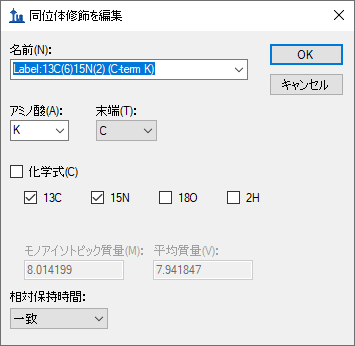 同位体修飾を編集
名前(N):
OK
Label:13C(6)15N(2) (C-term K)
キャンセル
アミノ酸(A):
末端(T):
K
C
化学式(C)
13C
15N
18O
2H
モノアイソトピック質量(M):
平均質量(V):
8.014199
7.941847
相対保持時間:
一致